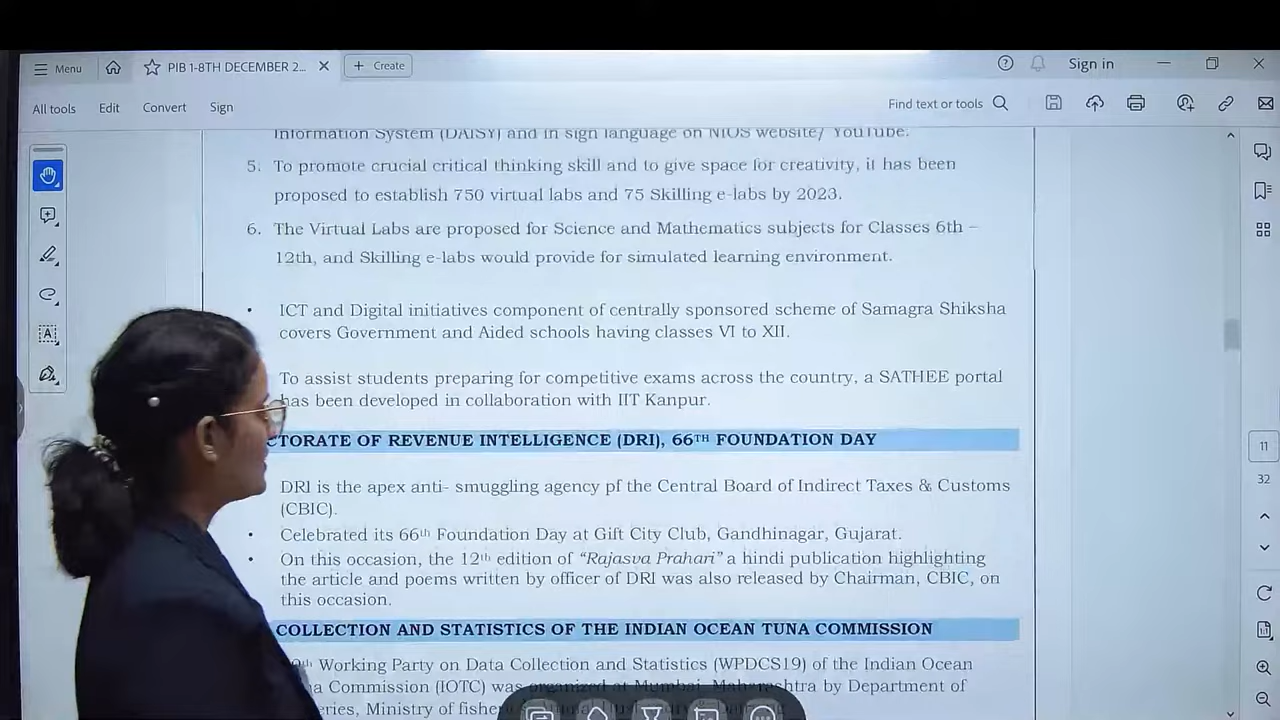 Menu
PIB 1-8TH DECEMBER 2...
Create
Sign in
All tools
Edit
Convert
Sign
Find text or tools
Information System (DAISY) and in sign language on NIOS website/ YouTube.
5. To promote crucial critical thinking skill and to give space for creativity, it has been
proposed to establish 750 virtual labs and 75 Skilling e-labs by 2023.
6. The Virtual Labs are proposed for Science and Mathematics subjects for Classes 6th –
12th, and Skilling e-labs would provide for simulated learning environment.
• ICT and Digital initiatives component of centrally sponsored scheme of Samagra Shiksha
covers Government and Aided schools having classes VI to XII.
To assist students preparing for competitive exams across the country, a SATHEE portal
has been developed in collaboration with IIT Kanpur.
CTORATE OF REVENUE INTELLIGENCE (DRI), 66TH FOUNDATION DAY
DRI is the apex anti- smuggling agency pf the Central Board of Indirect Taxes & Customs
(CBIC).
• Celebrated its 66th Foundation Day at Gift City Club, Gandhinagar, Gujarat.
• On this occasion, the 12th edition of “Rajasva Prahari” a hindi publication highlighting
the article and poems written by officer of DRI was also released by Chairman, CBIC, on
this occasion.
COLLECTION AND STATISTICS OF THE INDIAN OCEAN TUNA COMMISSION
Working Party on Data Collection and Statistics (WPDCS19) of the Indian Ocean
Commission (IOTC) was organized at Mumbai, Maharashtra by Department of
Ministry of
11
32